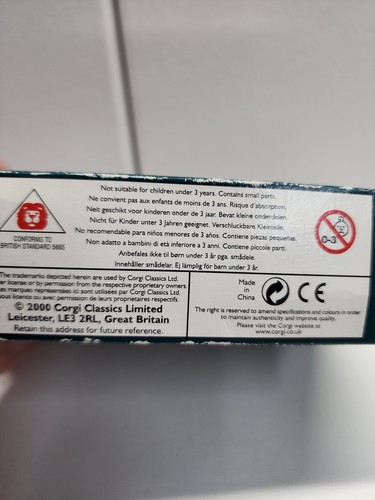 Not suitable for children under 3 years. Contains small parts.
Ne convient pas aux enfants de moins de 3 ans. Risque d'absorption.
Neit geschikt voor kinderen onder de 3 jaar. Bevat kleine onderdelen.
Nicht für Kinder unter 3 Jahren geeignet. Verschluckbare Kleinteile.
No recomendable para niños menores de 3 años. Contiene piezas pequeñas.
Non adatto a bambini di età inferiore a 3 anni. Contiene piccole parti.
Anbefales ikke til børn under 3 år pga. smådele.
Innehåller smådelar. Ej lämplig för barn under 3 år.
CONFORMS TO
BRITISH STANDARD 5665
0-3
The trademarks depicted herein are used by Corgi Classics Ltd.
under licence or by permission from the respective proprietary owners.
Les marques représentées ici sont utilisées par Corgi Classics Ltd.
sous licence ou avec permission de leurs propriétaires respectifs.
© 2000 Corgi Classics Limited
Leicester, LE3 2RL, Great Britain
Retain this address for future reference.
Made
in
China
CE
The right is reserved to amend specifications and colours in order
to maintain authenticity and improve quality.
Please visit the Corgi website at
www.corgi.co.uk